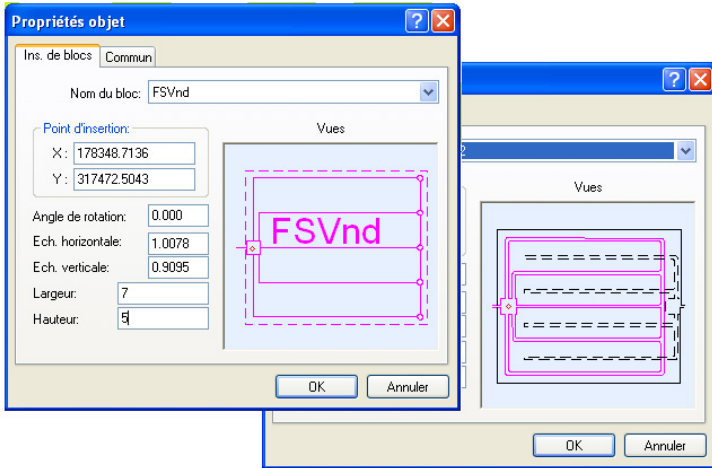 Propriétés objet
Ins. de blocs
Commun
Nom du bloc: FSVnd
Point d'insertion:
X: 178348.7136
Y: 317472.5043
Angle de rotation: 0.000
Ech. horizontale: 1.0078
Ech. verticale: 0.9095
Largeur: 7
Hauteur: 5
Vues
FSVnd
OK
Annuler
Vues
OK
Annuler